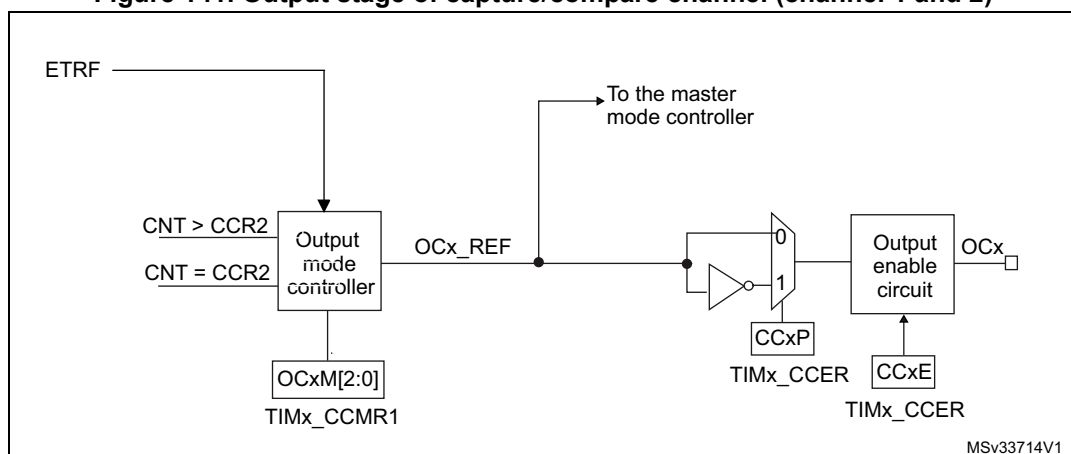 Output stage of capture/compare channel (channel 1 and 2)
ETRF
To the master
mode controller
CNT > CCR2
CNT = CCR2
Output
mode
controller
OCx_REF
0
1
Output
enable
circuit
OCx
CCxP
TIMx_CCER
OCxM[2:0]
TIMx_CCMR1
CCxE
TIMx_CCER
MSv33714V1